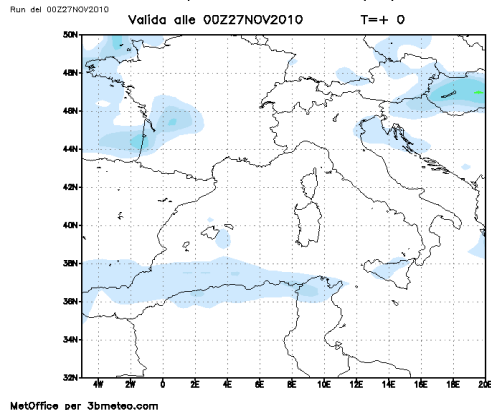 Run del 00Z27NOV2010
Valida alle 00Z27NOV2010 T=+ 0
50N
48N
46N
44N
42N
40N
38N
36N
34N
32N
4W 2W 0 2E 4E 6E 8E 10E 12E 14E 16E 18E 20E
MetOffice per 3bmeteo.com